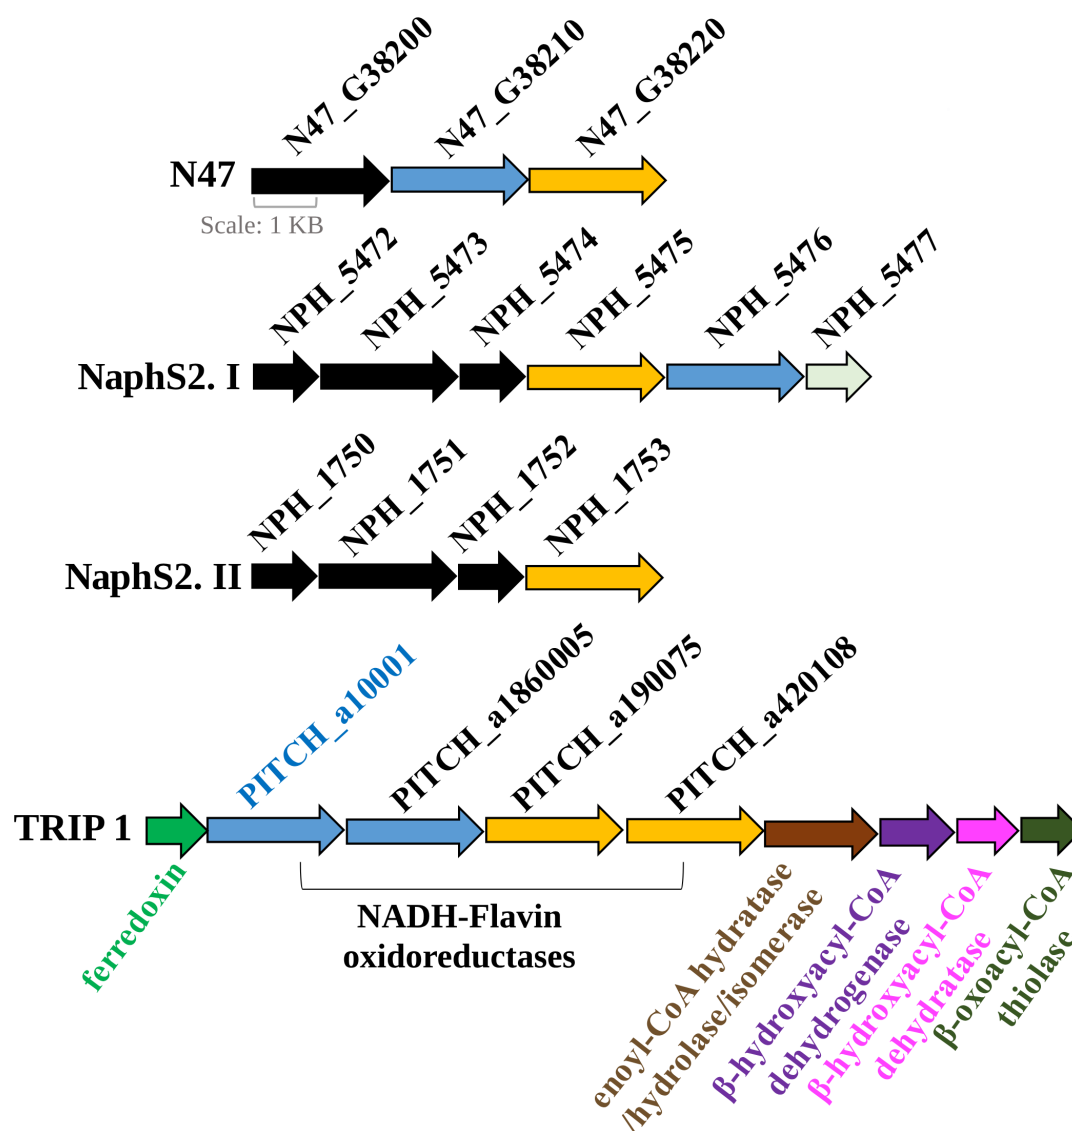 N47_G38200
N47_G38210
N47_G38220
N47
Scale: 1 KB
NPH_5472
NPH_5473
NPH_5474
NPH_5475
NPH_5476
NPH_5477
NaphS2. I
NPH_1750
NPH_1751
NPH_1752
NPH_1753
NaphS2. II
PITCH_a10001
PITCH_a1860005
PITCH_a190075
PITCH_a420108
TRIP 1
ferredoxin
NADH-Flavin
oxidoreductases
enoyl-CoA hydratase
/hydrolase/isomerase
β-hydroxyacyl-CoA
dehydrogenase
β-hydroxyacyl-CoA
dehydratase
β-oxoacyl-CoA
thiolase